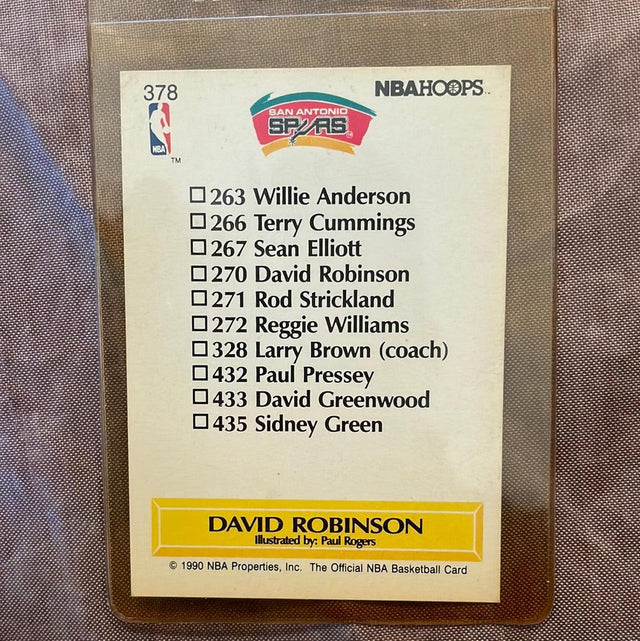 378
NBAHOOPS
NBA
TM
SAN ANTONIO
SPURS
□ 263 Willie Anderson
□ 266 Terry Cummings
□ 267 Sean Elliott
□ 270 David Robinson
□ 271 Rod Strickland
□ 272 Reggie Williams
□ 328 Larry Brown (coach)
□ 432 Paul Pressey
□ 433 David Greenwood
□ 435 Sidney Green
DAVID ROBINSON
Illustrated by: Paul Rogers
© 1990 NBA Properties, Inc. The Official NBA Basketball Card